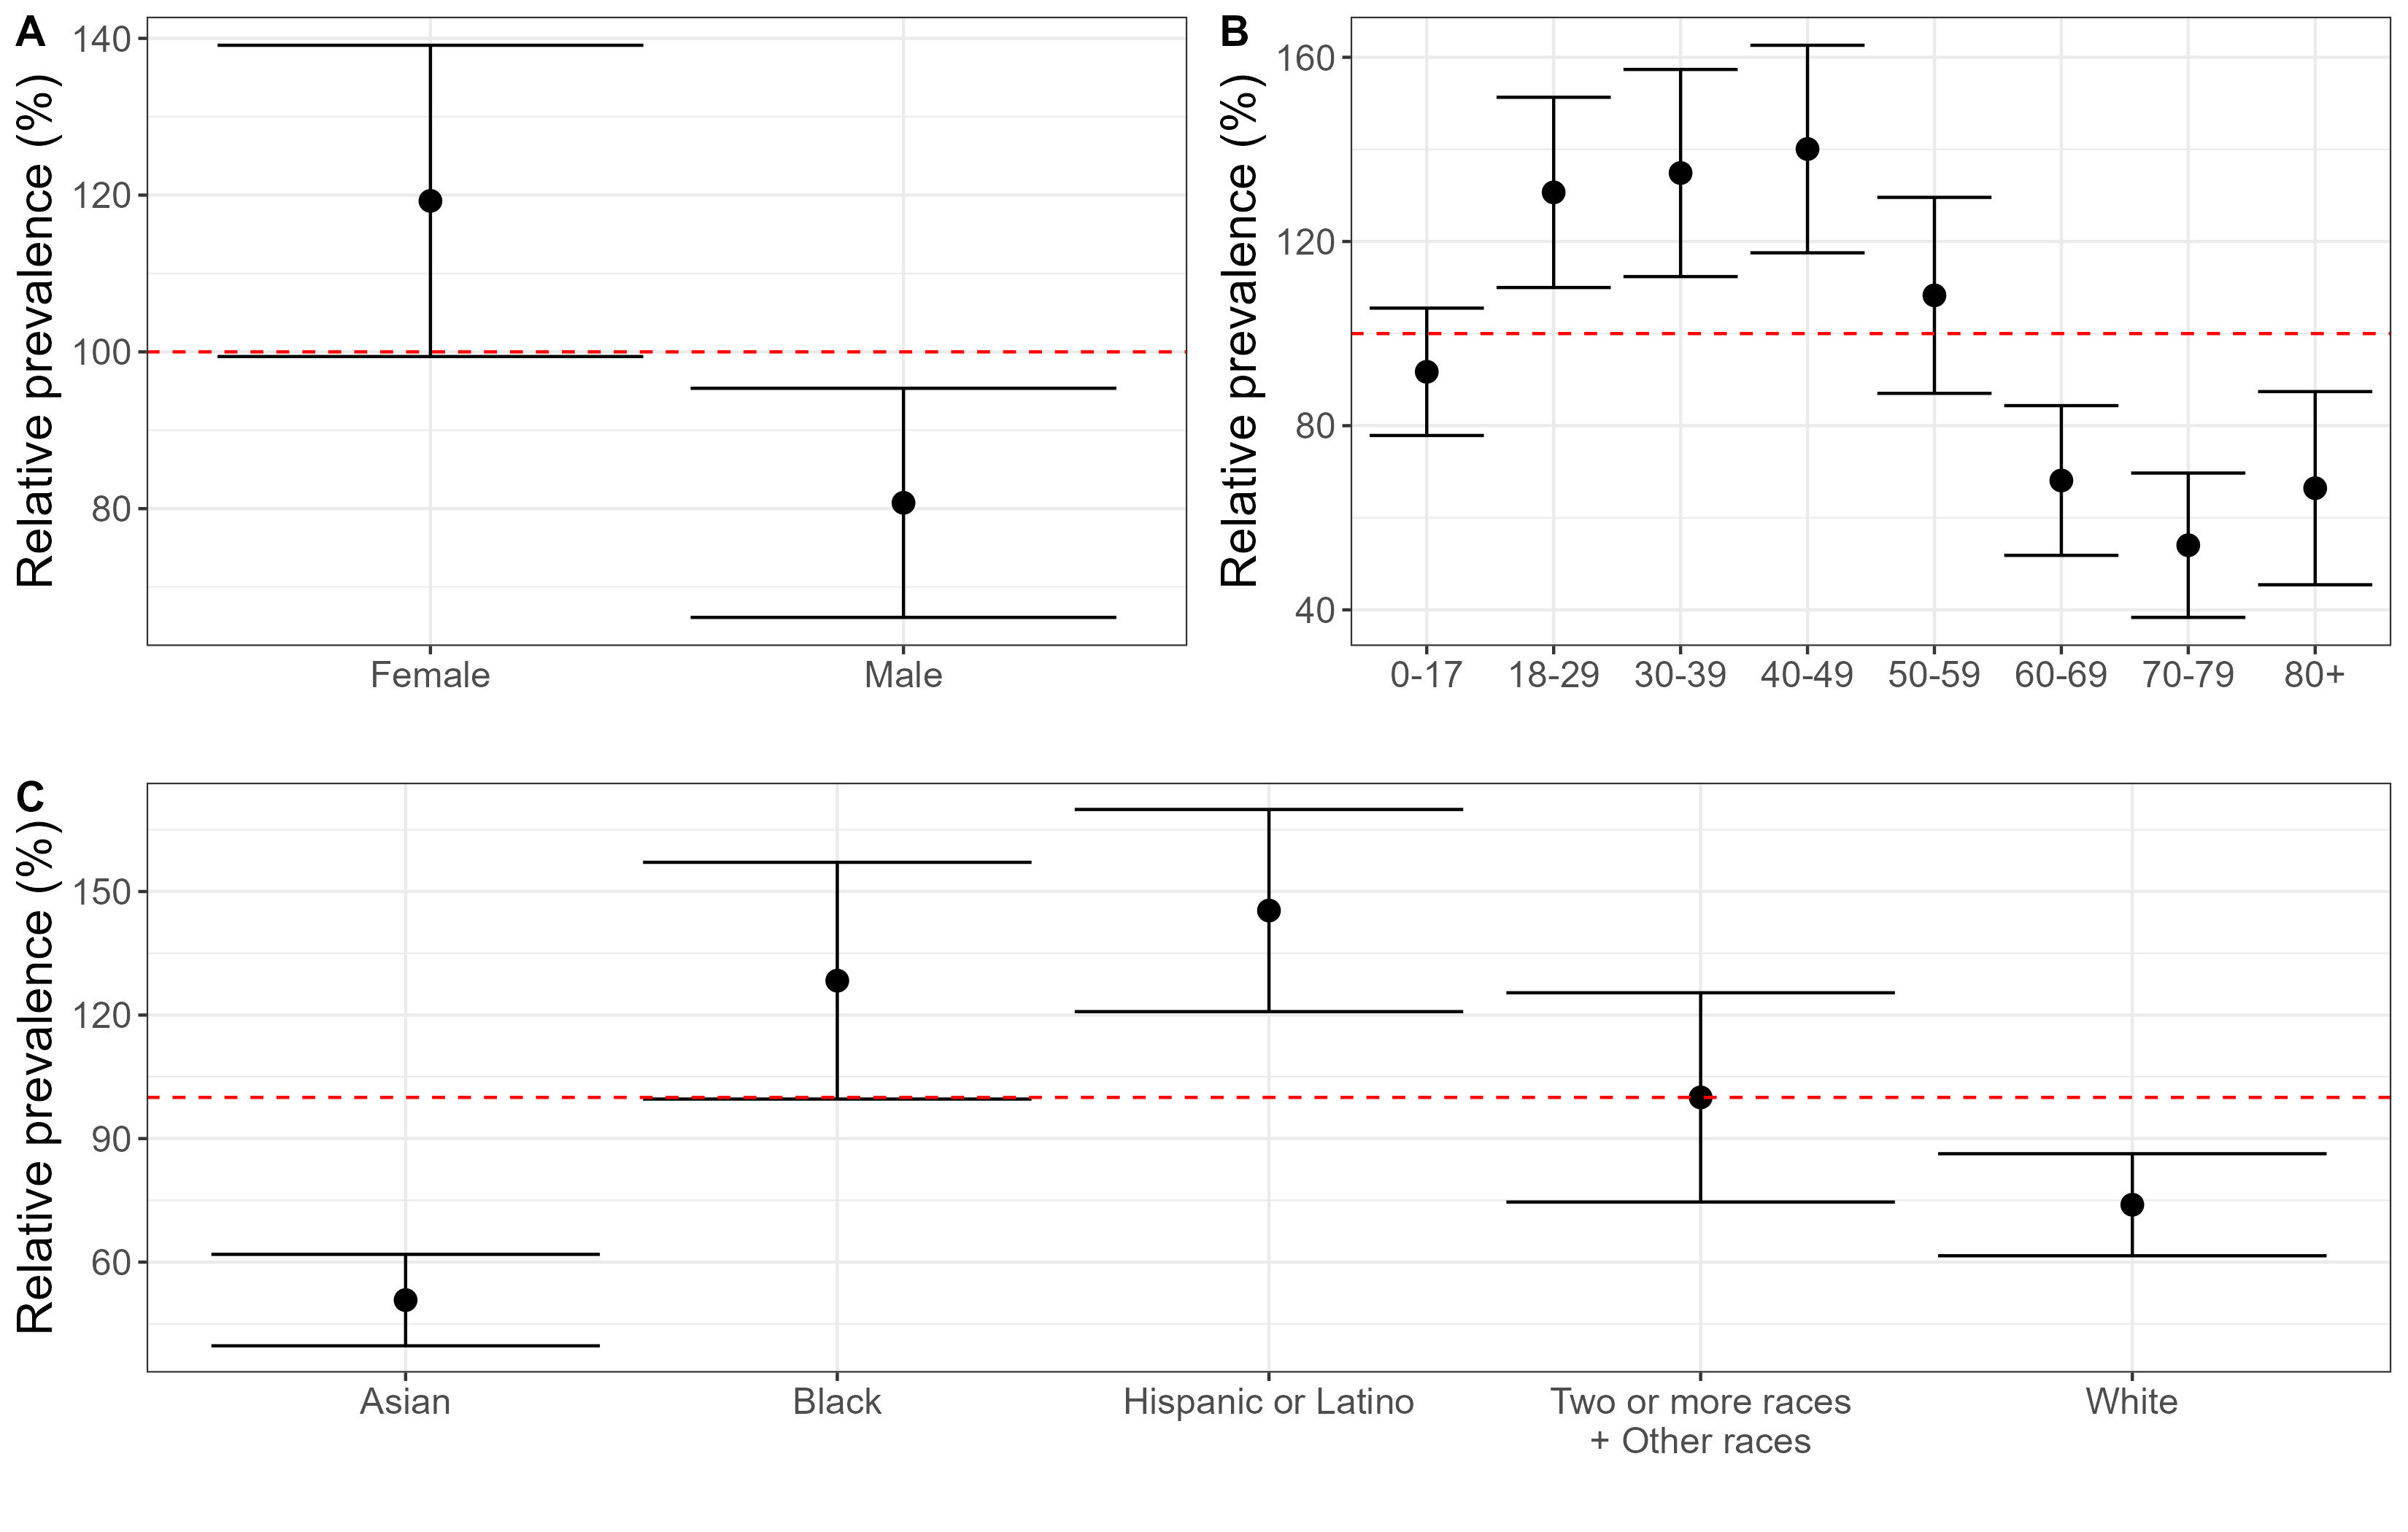 A
Relative prevalence (%)
140
120
100
80
Female
Male
B
Relative prevalence (%)
160
120
80
40
0-17
18-29
30-39
40-49
50-59
60-69
70-79
80+
C
Relative prevalence (%)
150
120
90
60
Asian
Black
Hispanic or Latino
Two or more races
+ Other races
White